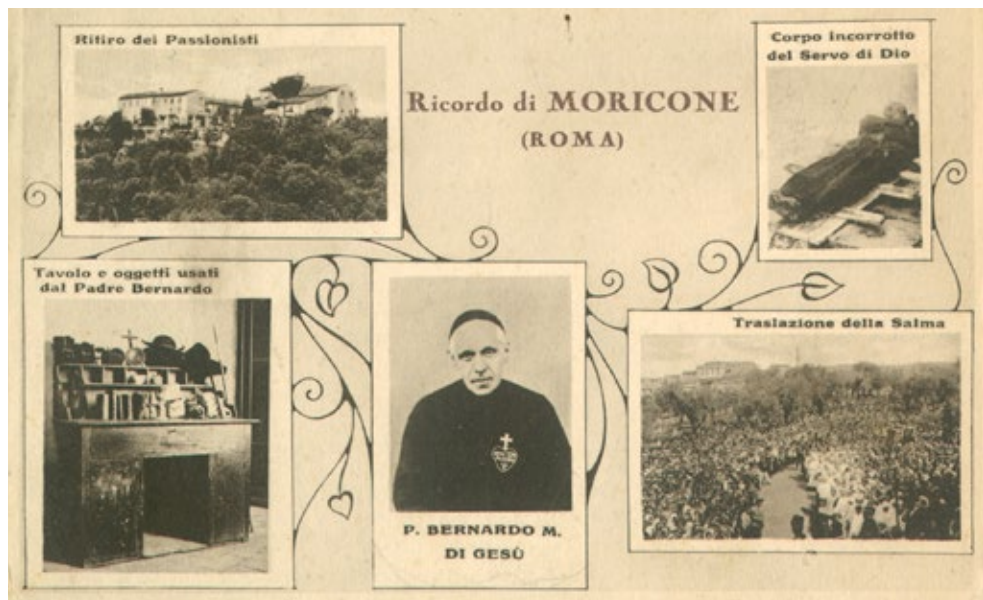 Ritiro dei Passionisti
Ricordo di MORICONE
(ROMA)
Corpo incorrotto
del Servo di Dio
Tavolo e oggetti usati
dal Padre Bernardo
P. BERNARDO M.
DI GESÙ
Traslazione della Salma